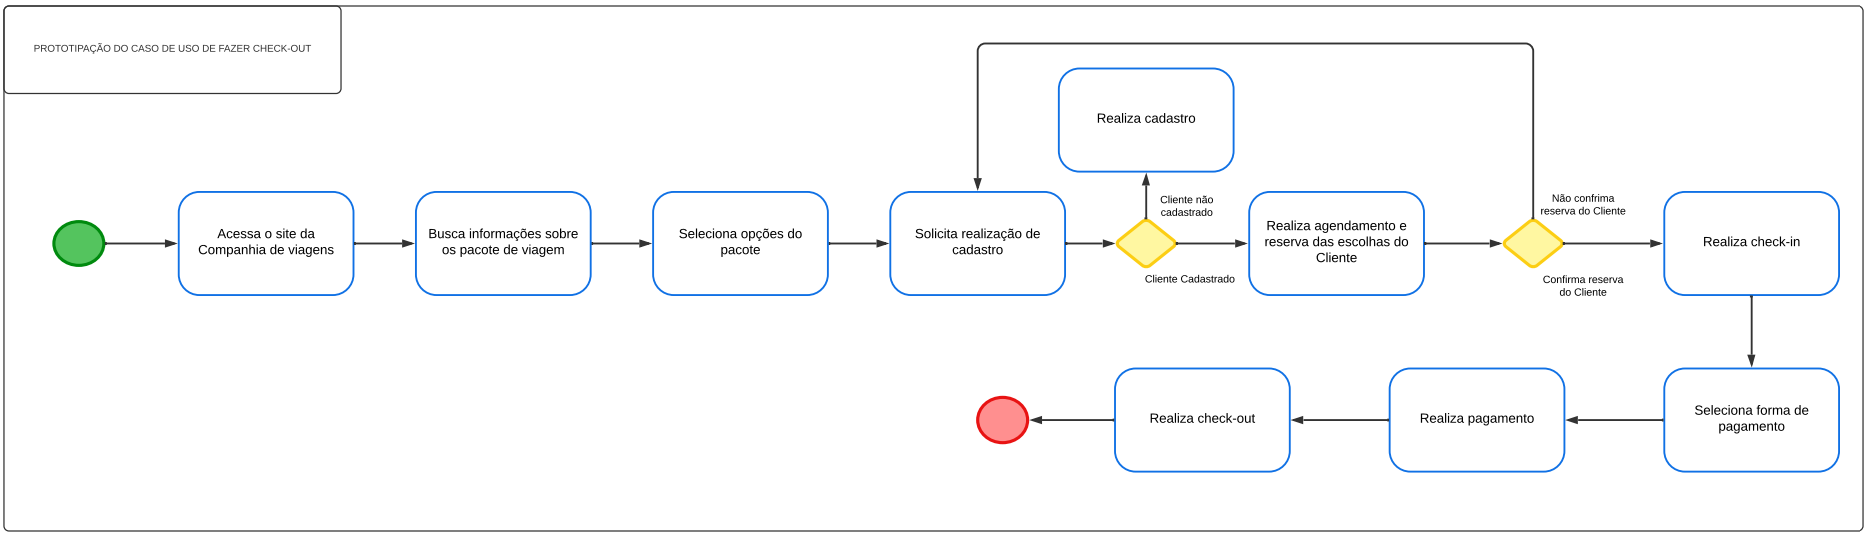 PROTOTIPAÇÃO DO CASO DE USO DE FAZER CHECK-OUT
Realiza cadastro
Cliente não
cadastrado
Não confrima
reserva do Cliente
Acessa o site da
Companhia de viagens
Busca informações sobre
os pacote de viagem
Seleciona opções do
pacote
Solicita realização de
cadastro
Realiza agendamento e
reserva das escolhas do
Cliente
Realiza check-in
Cliente Cadastrado
Confirma reserva
do Cliente
Realiza check-out
Realiza pagamento
Seleciona forma de
pagamento